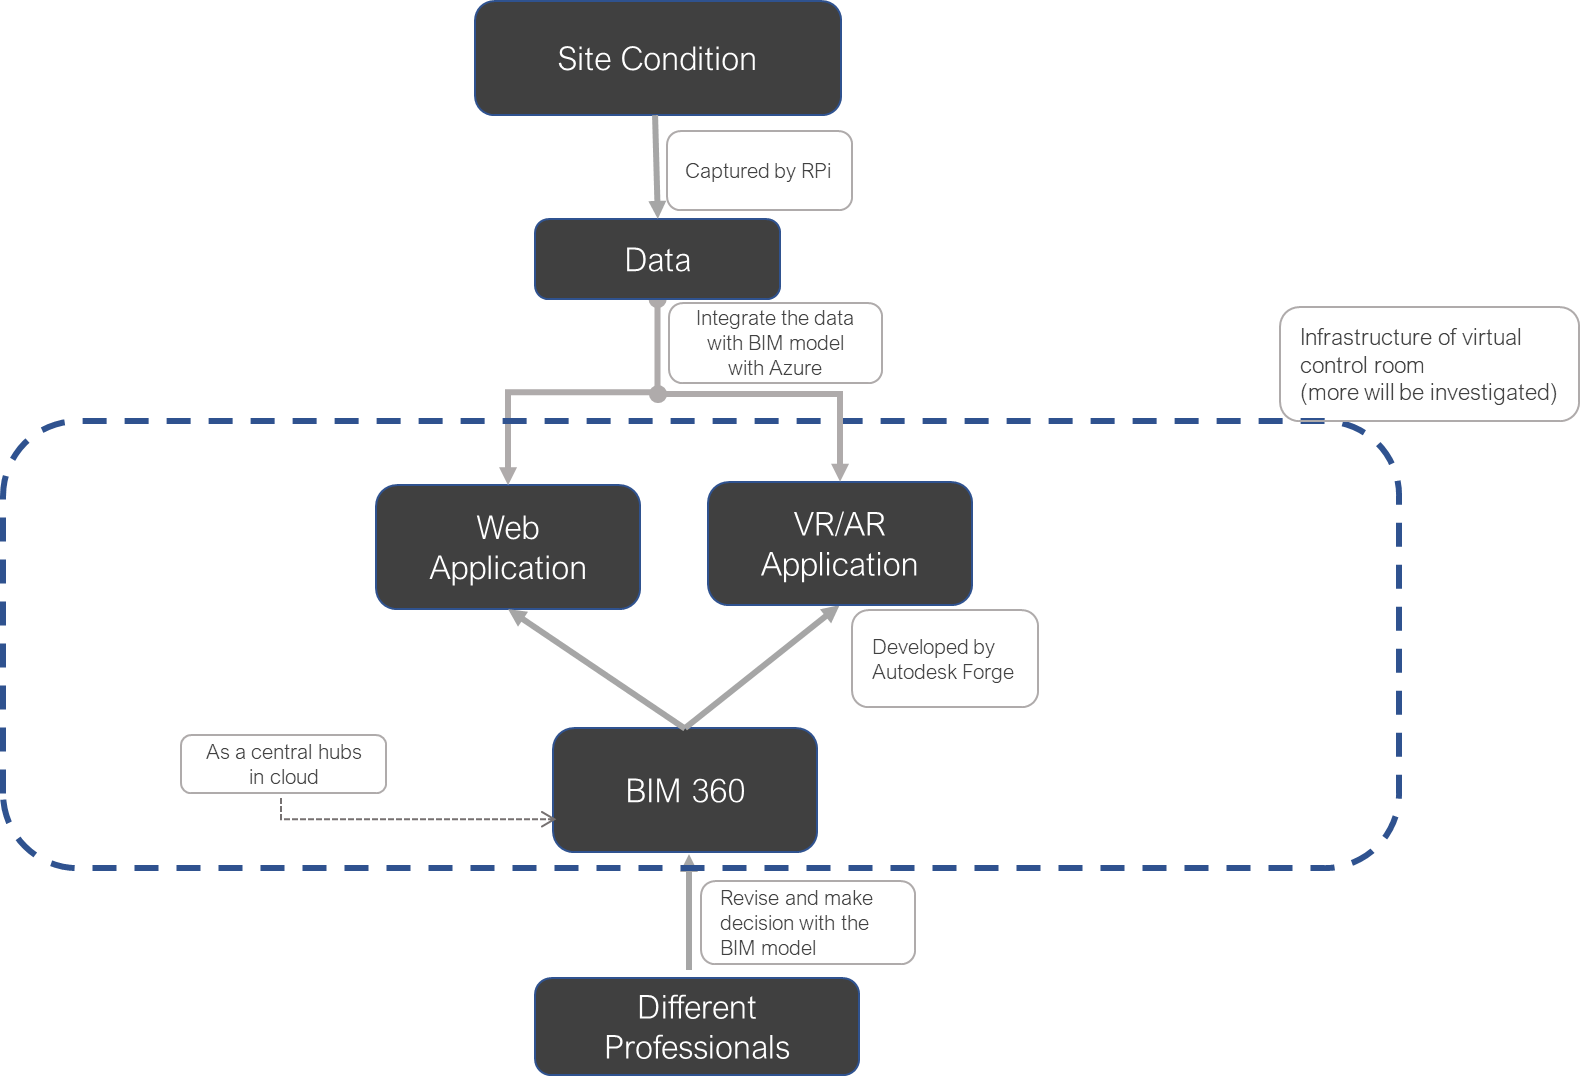 Site Condition
Captured by RPi
Data
Integrate the data
with BIM model
with Azure
Infrastructure of virtual
control room
(more will be investigated)
Web
Application
VR/AR
Application
Developed by
Autodesk Forge
As a central hubs
in cloud
BIM 360
Revise and make
decision with the
BIM model
Different
Professionals